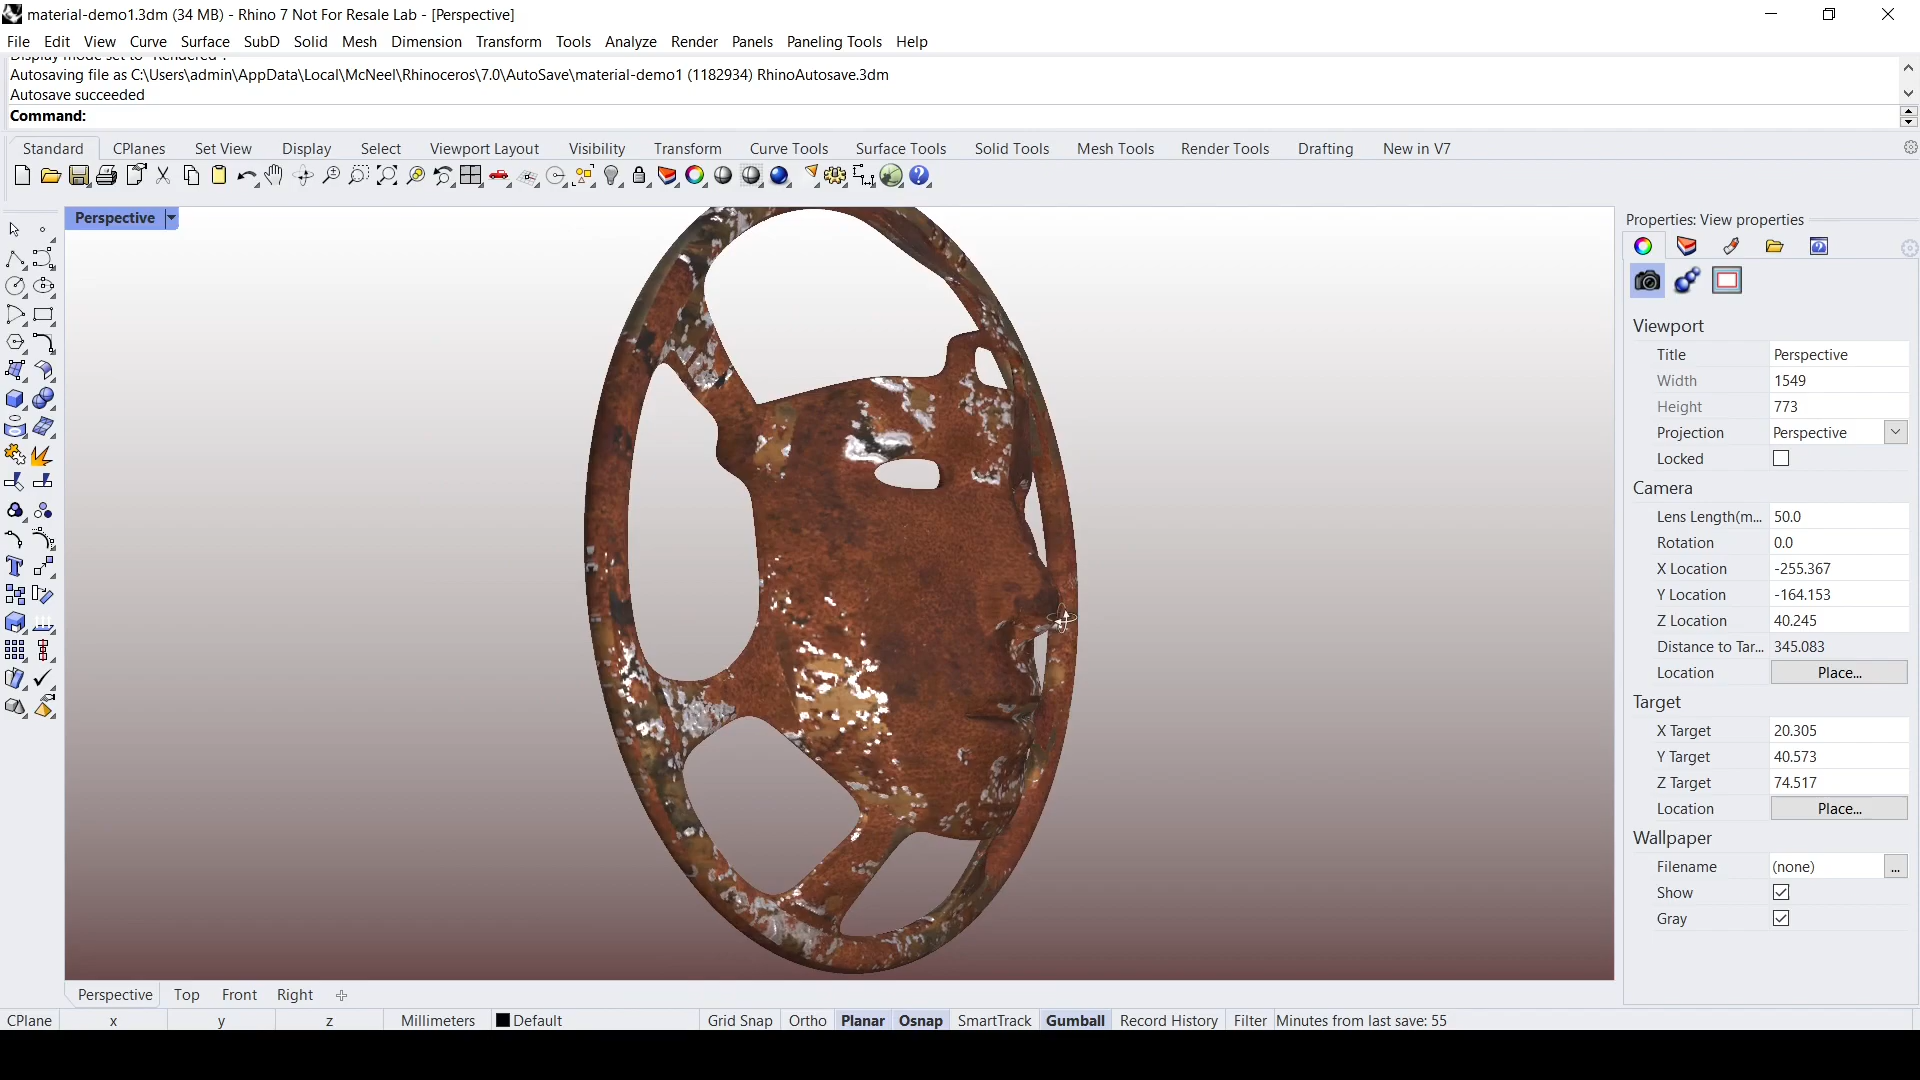 material-demo1.3dm (34 MB) - Rhino 7 Not For Resale Lab - [Perspective]
File Edit View Curve Surface SubD Solid Mesh Dimension Transform Tools Analyze Render Panels Paneling Tools Help
Display mode set to "Rendered".
Autosaving file as C:\Users\admin\AppData\Local\McNeel\Rhinoceros\7.0\AutoSave\material-demo1 (1182934) RhinoAutosave.3dm
Autosave succeeded
Command:
Standard CPlanes Set View Display Select Viewport Layout Visibility Transform Curve Tools Surface Tools Solid Tools Mesh Tools Render Tools Drafting New in V7
Perspective
Properties: View properties
Viewport
Title Perspective
Width 1549
Height 773
Projection Perspective
Locked
Camera
Lens Length(m... 50.0
Rotation 0.0
X Location -255.367
Y Location -164.153
Z Location 40.245
Distance to Tar... 345.083
Location Place...
Target
X Target 20.305
Y Target 40.573
Z Target 74.517
Location Place...
Wallpaper
Filename (none) ...
Show
Gray
Perspective Top Front Right
CPlane x y z Millimeters Default Grid Snap Ortho Planar Osnap SmartTrack Gumball Record History Filter Minutes from last save: 55